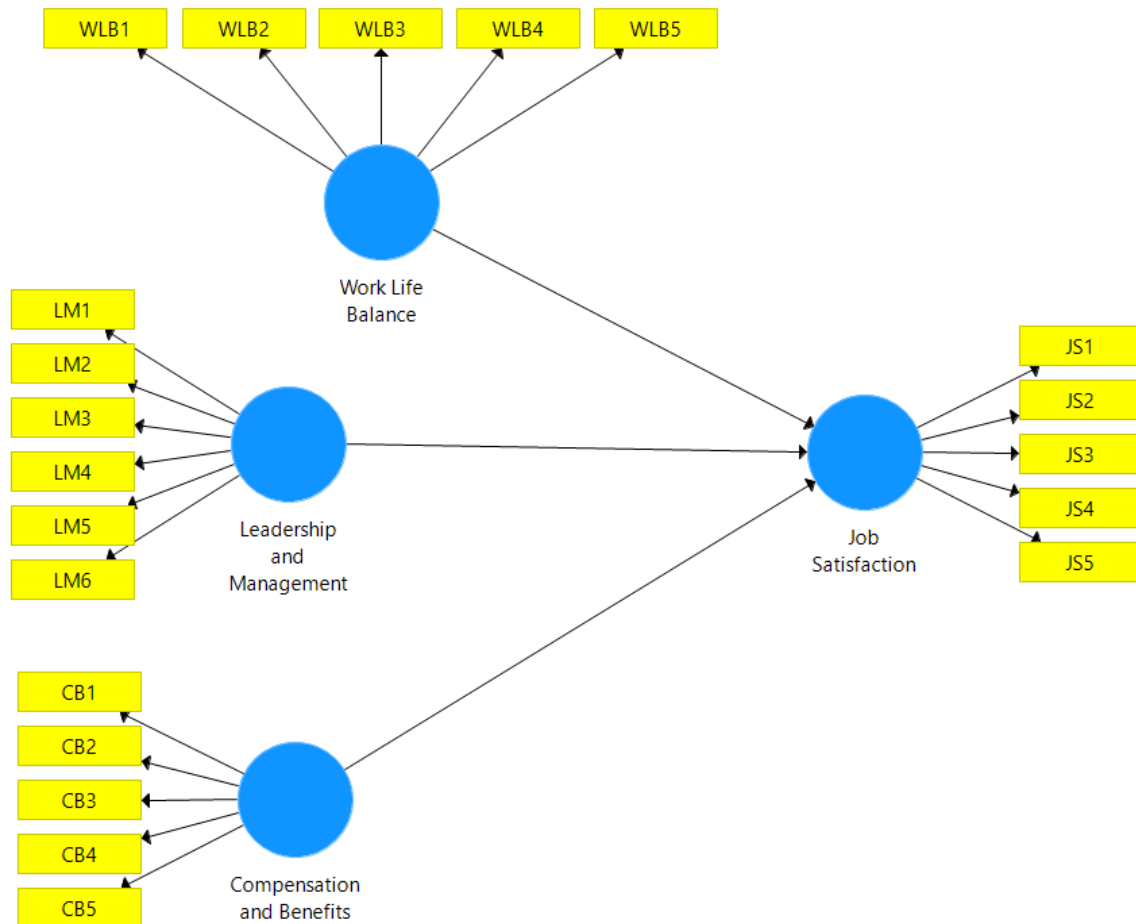 WLB1
WLB2
WLB3
WLB4
WLB5
Work Life
Balance
LM1
LM2
LM3
LM4
LM5
LM6
Leadership
and
Management
JS1
JS2
JS3
JS4
JS5
Job
Satisfaction
CB1
CB2
CB3
CB4
CB5
Compensation
and Benefits